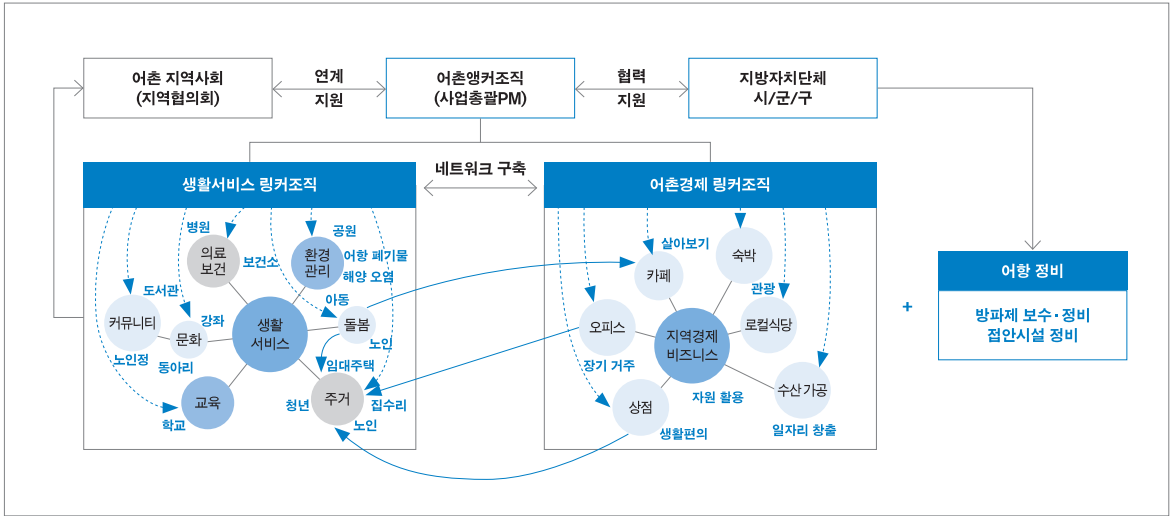 어촌 지역사회
(지역협의회)
연계
지원
어촌앵커조직
(사업총괄PM)
협력
지원
지방자치단체
시/군/구
생활서비스 링커조직
네트워크 구축
어촌경제 링커조직
병원
의료
보건
보건소
공원
환경
관리
어항 폐기물
해양 오염
도서관
커뮤니티
노인정
강좌
문화
동아리
생활
서비스
아동
돌봄
노인
임대주택
청년
주거
집수리
노인
교육
학교
살아보기
카페
숙박
관광
오피스
장기 거주
지역경제
비즈니스
로컬식당
자원 활용
상점
생활편의
수산 가공
일자리 창출
+
어항 정비
방파제 보수·정비
접안시설 정비